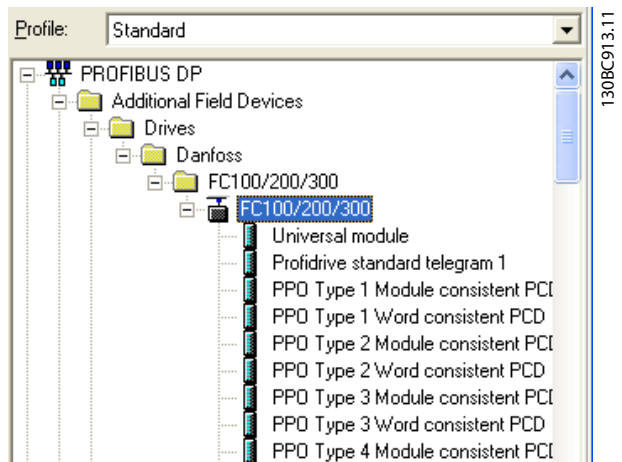 Profile: Standard
PROFIBUS DP
Additional Field Devices
Drives
Danfoss
FC100/200/300
FC100/200/300
Universal module
Profidrive standard telegram 1
PPO Type 1 Module consistent PCD
PPO Type 1 Word consistent PCD
PPO Type 2 Module consistent PCD
PPO Type 2 Word consistent PCD
PPO Type 3 Module consistent PCD
PPO Type 3 Word consistent PCD
PPO Type 4 Module consistent PCD
130BC913.11